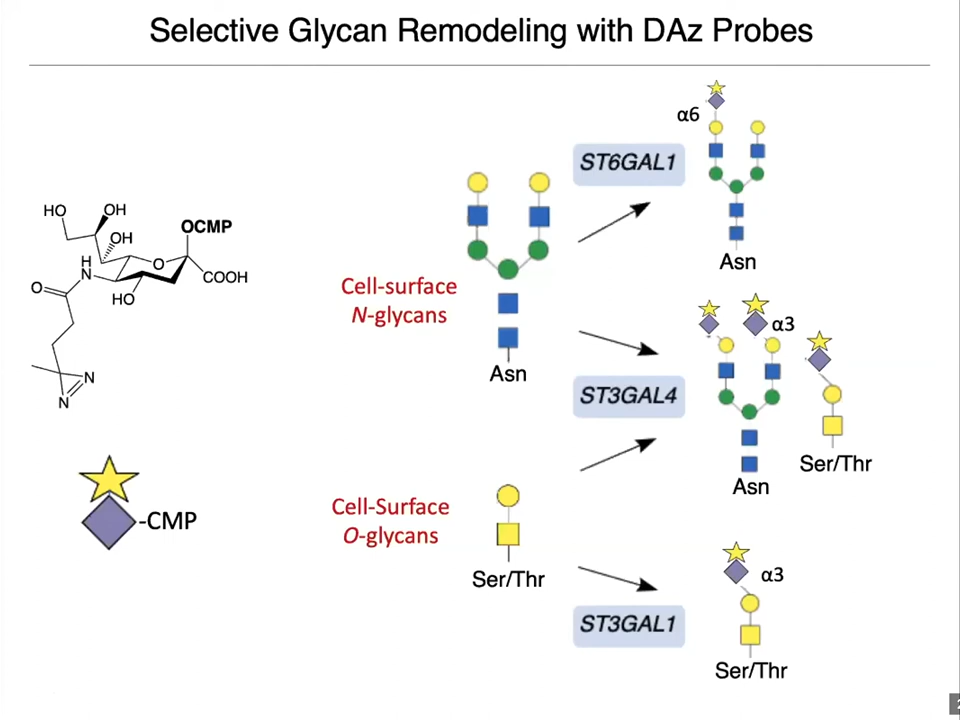 Selective Glycan Remodeling with DAz Probes
HO
OH
OH
OCMP
O
COOH
H
N
HO
O
N
N
-CMP
Cell-surface
N-glycans
Asn
Cell-Surface
O-glycans
Ser/Thr
ST6GAL1
α6
Asn
ST3GAL4
α3
Asn
Ser/Thr
ST3GAL1
α3
Ser/Thr